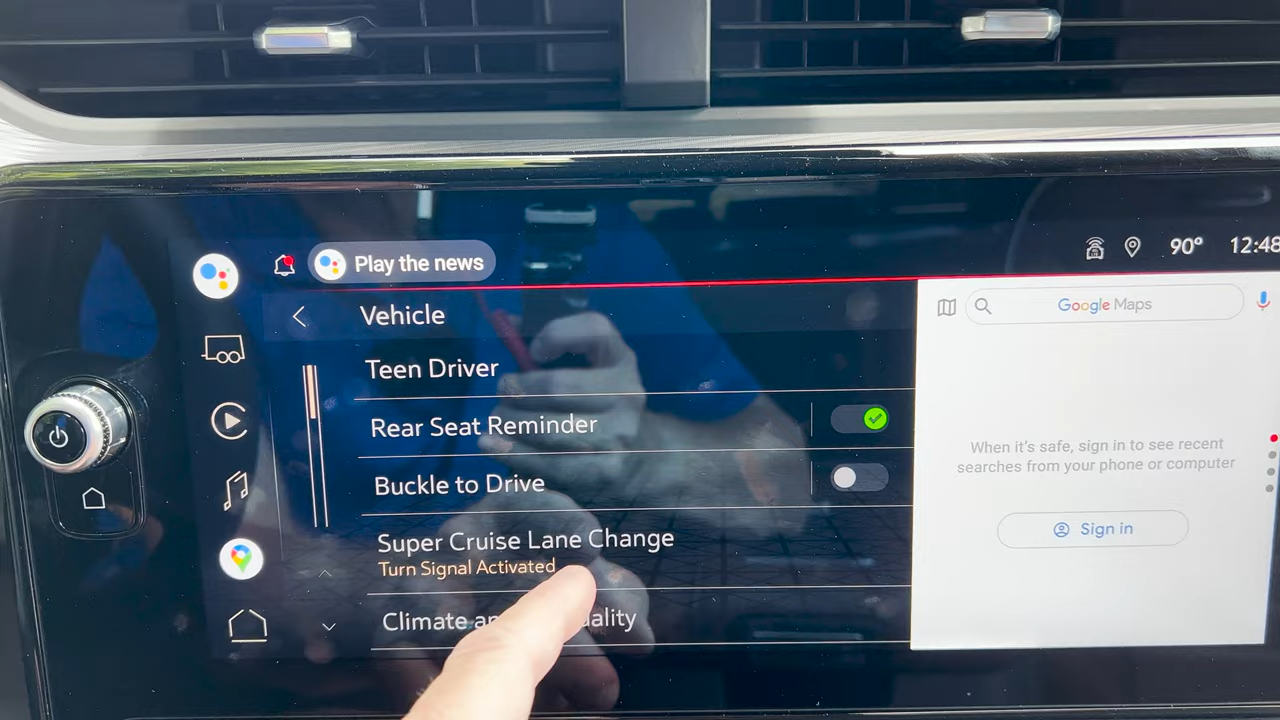 Play the news
90°
12:48
Vehicle
Google Maps
Teen Driver
Rear Seat Reminder
Buckle to Drive
Super Cruise Lane Change
Turn Signal Activated
Climate
When it's safe, sign in to see recent
searches from your phone or computer
Sign in